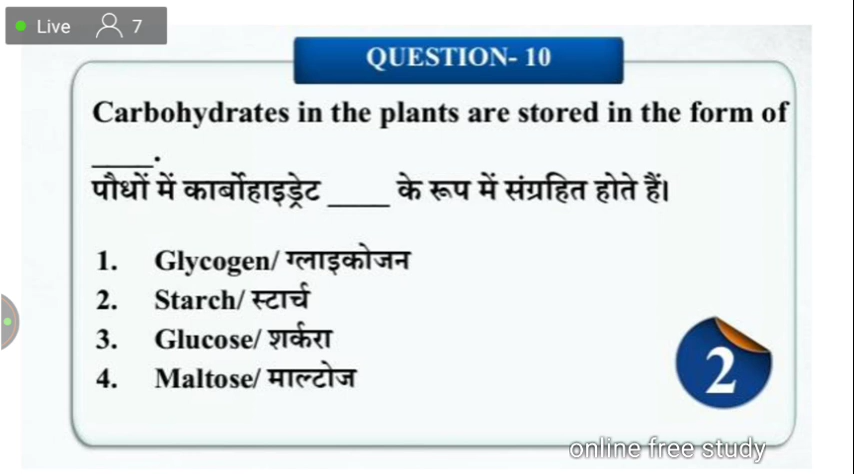 Live 7
QUESTION- 10
Carbohydrates in the plants are stored in the form of
____.
पौधों में कार्बोहाइड्रेट ____ के रूप में संग्रहित होते हैं।
1. Glycogen/ ग्लाइकोजन
2. Starch/ स्टार्च
3. Glucose/ शर्करा
4. Maltose/ माल्टोज
2
online free study